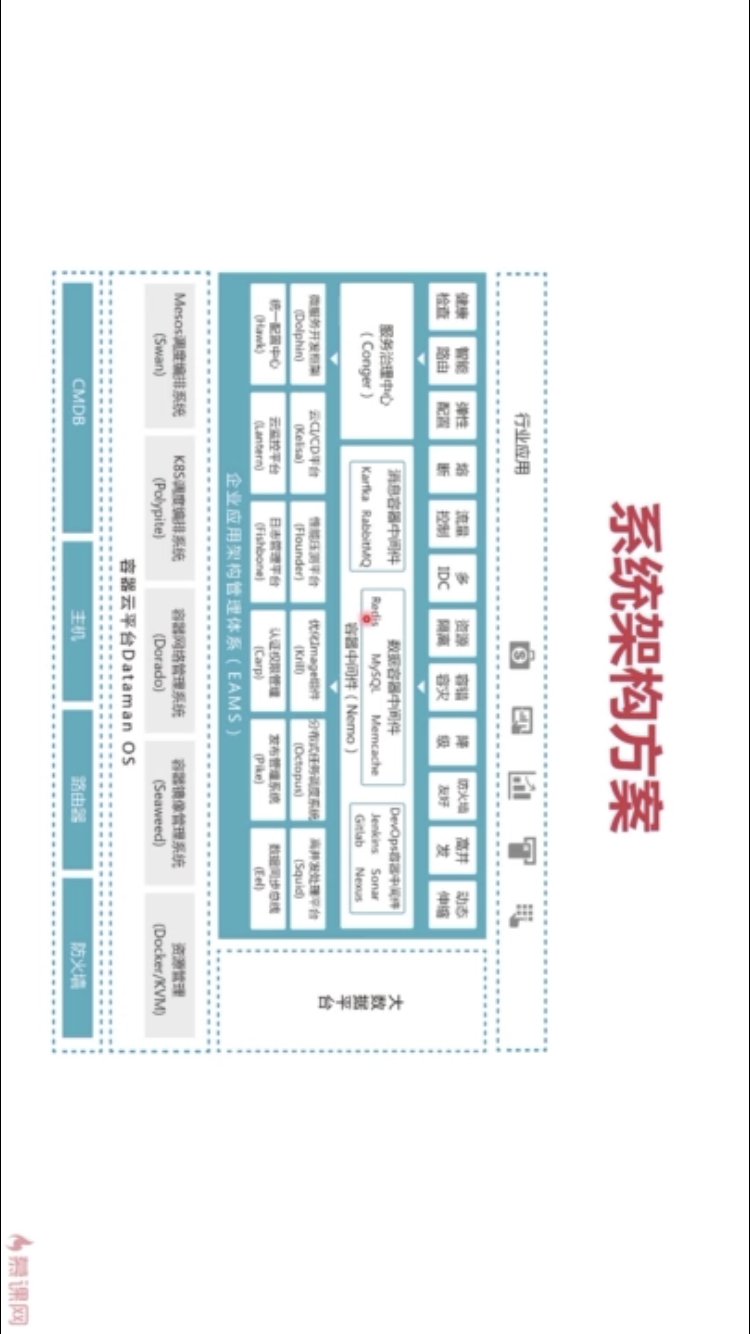 系统架构方案
行业应用
健康
检查
智能
路由
弹性
配置
熔
断
流量
控制
多
IDC
资源
隔离
容错
容灾
降
级
防火墙
友好
高并
发
动态
伸缩
服务治理中心
( Conger )
消息容器中间件
Karfka RabbitMQ
数据容器中间件
Redis MySQL Memcache
DevOps容器中间件
Jenkins Sonar
Gitlab Nexus
容器中间件 ( Nemo )
微服务开发框架
(Dolphin)
云CI/CD平台
(Kelisa)
性能压测平台
(Flounder)
优化Image组件
(Krill)
分布式任务调度系统
(Octopus)
高并发处理平台
(Squid)
统一配置中心
(Hawk)
云监控平台
(Lantern)
日志管理平台
(Fishbone)
认证权限管理
(Carp)
发布管理系统
(Pike)
数据同步总线
(Eel)
企业应用架构管理体系 ( EAMS )
大数据平台
Mesos调度编排系统
(Swan)
K8S调度编排系统
(Polypite)
容器网络管理系统
(Dorado)
容器镜像管理系统
(Seaweed)
资源管理
(Docker/KVM)
容器云平台Dataman OS
CMDB
主机
路由器
防火墙
慕课网